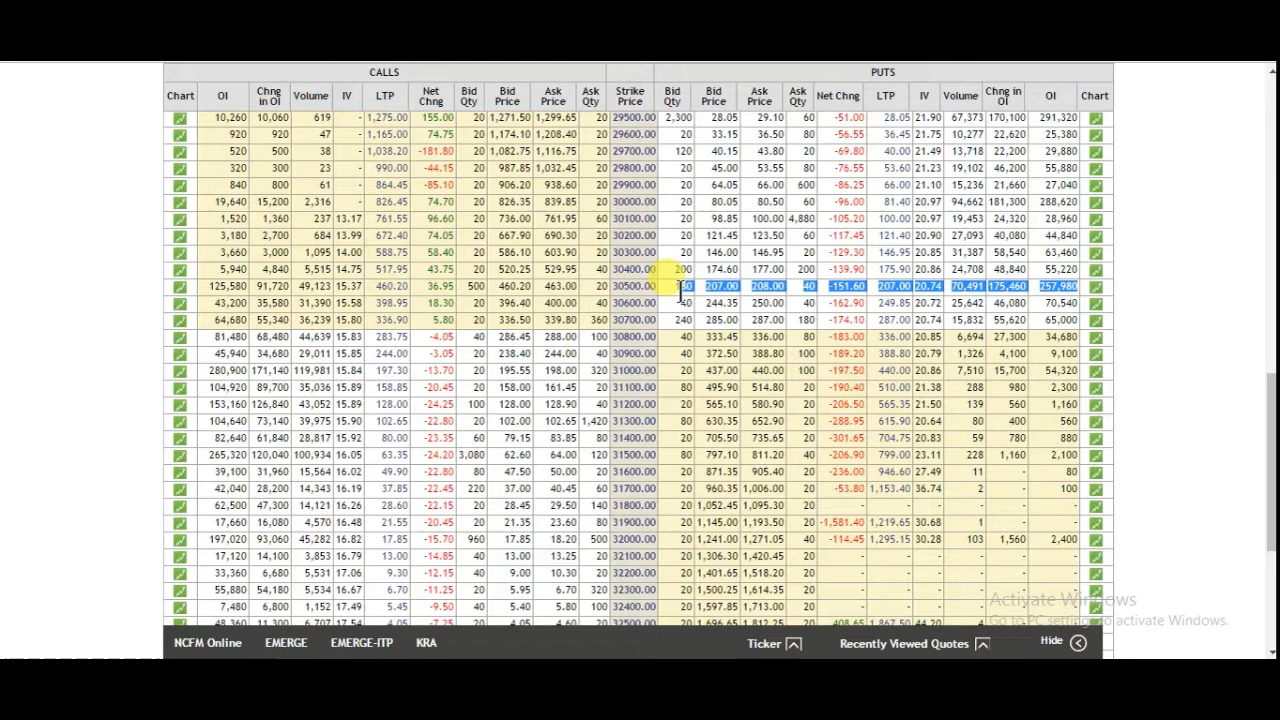 CALLS PUTS
Chart OI Chng in OI Volume IV LTP Net Chng Bid Qty Bid Price Ask Price Ask Qty Strike Price Bid Qty Bid Price Ask Price Ask Qty Net Chng LTP IV Volume Chng in OI OI Chart
10,260 10,060 619 - 1,275.00 155.00 20 1,271.50 1,299.65 20 29500.00 2,300 28.05 29.10 60 -51.00 28.05 21.90 67,373 170,100 291,320
920 920 47 - 1,165.00 74.75 20 1,174.10 1,208.40 20 29600.00 20 33.15 36.50 80 -56.55 36.45 21.75 10,277 22,620 25,380
520 500 38 - 1,038.20 -181.80 20 1,082.75 1,116.75 20 29700.00 120 40.15 43.80 20 -69.80 40.00 21.49 13,718 22,200 29,880
320 300 23 - 990.00 -44.15 20 987.85 1,032.45 20 29800.00 20 45.00 53.55 80 -76.55 53.60 21.23 19,102 46,200 55,880
840 800 61 - 864.45 -85.10 20 906.20 938.60 20 29900.00 20 64.05 66.00 600 -86.25 66.00 21.10 15,236 21,660 27,040
19,640 15,200 2,316 - 826.45 74.70 20 826.35 839.85 20 30000.00 20 80.05 80.50 60 -96.00 81.40 20.97 94,662 181,300 288,620
1,520 1,360 237 13.17 761.55 96.60 20 736.00 761.95 60 30100.00 20 98.85 100.00 4,880 -105.20 100.00 20.97 19,453 24,320 28,960
3,180 2,700 684 13.99 672.40 74.05 20 667.90 690.30 20 30200.00 20 121.45 123.50 60 -117.45 121.40 20.90 27,093 40,080 44,840
3,660 3,000 1,095 14.00 588.75 58.40 20 586.10 603.90 20 30300.00 20 146.00 146.95 20 -129.30 146.95 20.85 31,387 58,540 63,460
5,940 4,840 5,515 14.75 517.95 43.75 20 520.25 529.95 40 30400.00 200 174.60 177.00 200 -139.90 175.90 20.86 24,708 48,840 55,220
125,580 91,720 49,129 15.37 460.20 36.95 500 460.20 463.00 20 30500.00 207.00 208.00 40 -151.60 207.00 20.74 70,491 175,460 257,980
43,200 35,880 31,390 15.58 398.95 18.30 20 396.40 400.00 40 30600.00 40 244.35 250.00 40 -162.90 249.85 20.72 25,642 46,080 70,540
64,680 55,340 36,239 15.80 336.90 5.80 20 336.50 339.80 360 30700.00 240 285.00 287.00 180 -174.10 287.00 20.74 15,832 55,620 65,000
81,480 68,480 44,639 15.83 283.75 -4.05 40 286.45 288.00 100 30800.00 40 333.45 336.00 80 -183.00 336.00 20.85 6,694 27,300 34,680
45,940 34,680 29,011 15.85 244.00 -3.05 40 238.40 244.00 40 30900.00 40 372.50 388.80 100 -189.20 388.80 20.79 1,326 4,100 9,100
280,900 171,140 119,981 15.84 197.30 -13.70 40 195.55 198.00 320 31000.00 20 437.00 440.00 100 -197.50 440.00 20.86 7,510 15,700 54,320
104,920 89,700 35,036 15.89 158.85 -20.45 20 158.00 161.45 20 31100.00 80 495.90 514.80 20 -190.40 510.00 21.38 288 980 2,300
153,160 126,840 43,052 15.89 128.00 -24.25 100 128.00 128.90 40 31200.00 20 565.10 580.90 20 -206.50 565.35 21.50 139 560 1,160
104,640 73,140 39,975 15.90 102.65 -22.80 20 102.00 102.65 1,420 31300.00 80 630.35 652.90 20 -288.95 615.90 20.64 80 400 560
82,640 61,840 28,817 15.92 80.00 -23.35 60 79.15 83.85 80 31400.00 20 705.50 735.65 20 -301.65 704.75 20.83 59 780 880
265,320 120,040 100,934 16.05 63.35 -24.20 3,080 62.60 64.00 120 31500.00 80 797.10 811.20 40 -206.90 799.00 23.11 228 1,160 2,100
39,100 31,960 15,564 16.02 49.90 -22.80 80 47.50 50.00 20 31600.00 20 871.35 905.40 20 -236.00 946.60 27.49 11 - 80
42,040 28,200 14,343 16.19 37.85 -22.45 220 37.00 40.45 60 31700.00 20 960.35 1,006.00 20 -53.80 1,153.40 36.74 2 - 100
62,500 47,300 14,121 16.26 28.60 -22.15 20 28.45 29.50 140 31800.00 20 1,052.45 1,095.30 20 - - - - - -
17,660 16,080 4,570 16.48 21.55 -20.45 20 21.35 23.60 80 31900.00 20 1,145.00 1,193.50 20 -1,581.40 1,219.65 30.68 1 - -
197,020 93,060 45,282 16.82 17.85 -15.70 960 17.85 18.20 500 32000.00 20 1,241.00 1,271.05 40 -114.45 1,295.15 30.28 103 1,560 2,400
17,120 14,100 3,853 16.79 13.00 -14.85 40 13.00 13.25 20 32100.00 20 1,306.30 1,420.45 20 - - - - - -
33,360 6,680 5,531 17.06 9.30 -12.15 40 9.00 10.30 20 32200.00 20 1,401.65 1,518.20 20 - - - - - -
55,880 54,180 5,534 16.67 6.70 -11.25 20 5.95 6.70 320 32300.00 20 1,500.25 1,614.35 20 - - - - - -
7,480 6,800 1,152 17.49 5.45 -9.50 40 5.40 5.80 100 32400.00 20 1,597.85 1,713.00 20 - - - - -
48,360 11,300 6,707 17.54 4.05 -7.25 20 32500.00 20 1,696.65 1,812.25 20 408.65 1,867.50 44.20 4
Activate Windows
Go to PC settings to activate Windows.
NCFM Online EMERGE EMERGE-ITP KRA Ticker Recently Viewed Quotes Hide